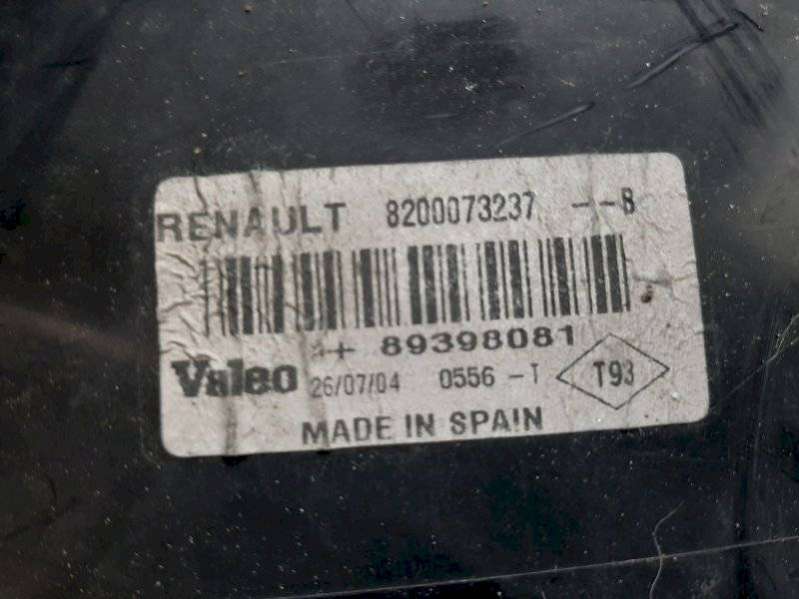 RENAULT 8200073237 --B
++ 89398081
Valeo 26/07/04 0556 -T T93
MADE IN SPAIN